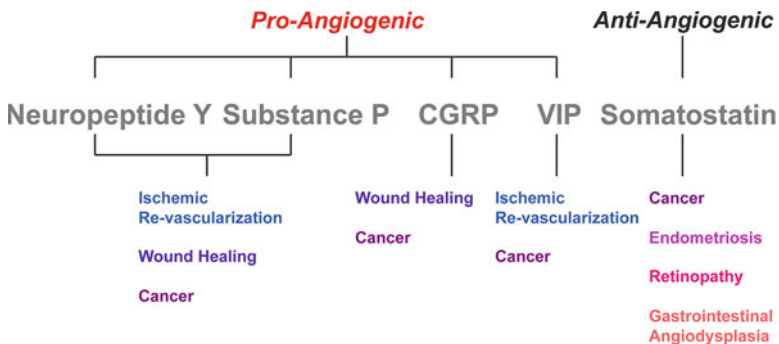 Pro-Angiogenic
Anti-Angiogenic
Neuropeptide Y
Substance P
CGRP
VIP
Somatostatin
Ischemic
Re-vascularization
Wound Healing
Cancer
Wound Healing
Cancer
Ischemic
Re-vascularization
Cancer
Cancer
Endometriosis
Retinopathy
Gastrointestinal
Angiodysplasia